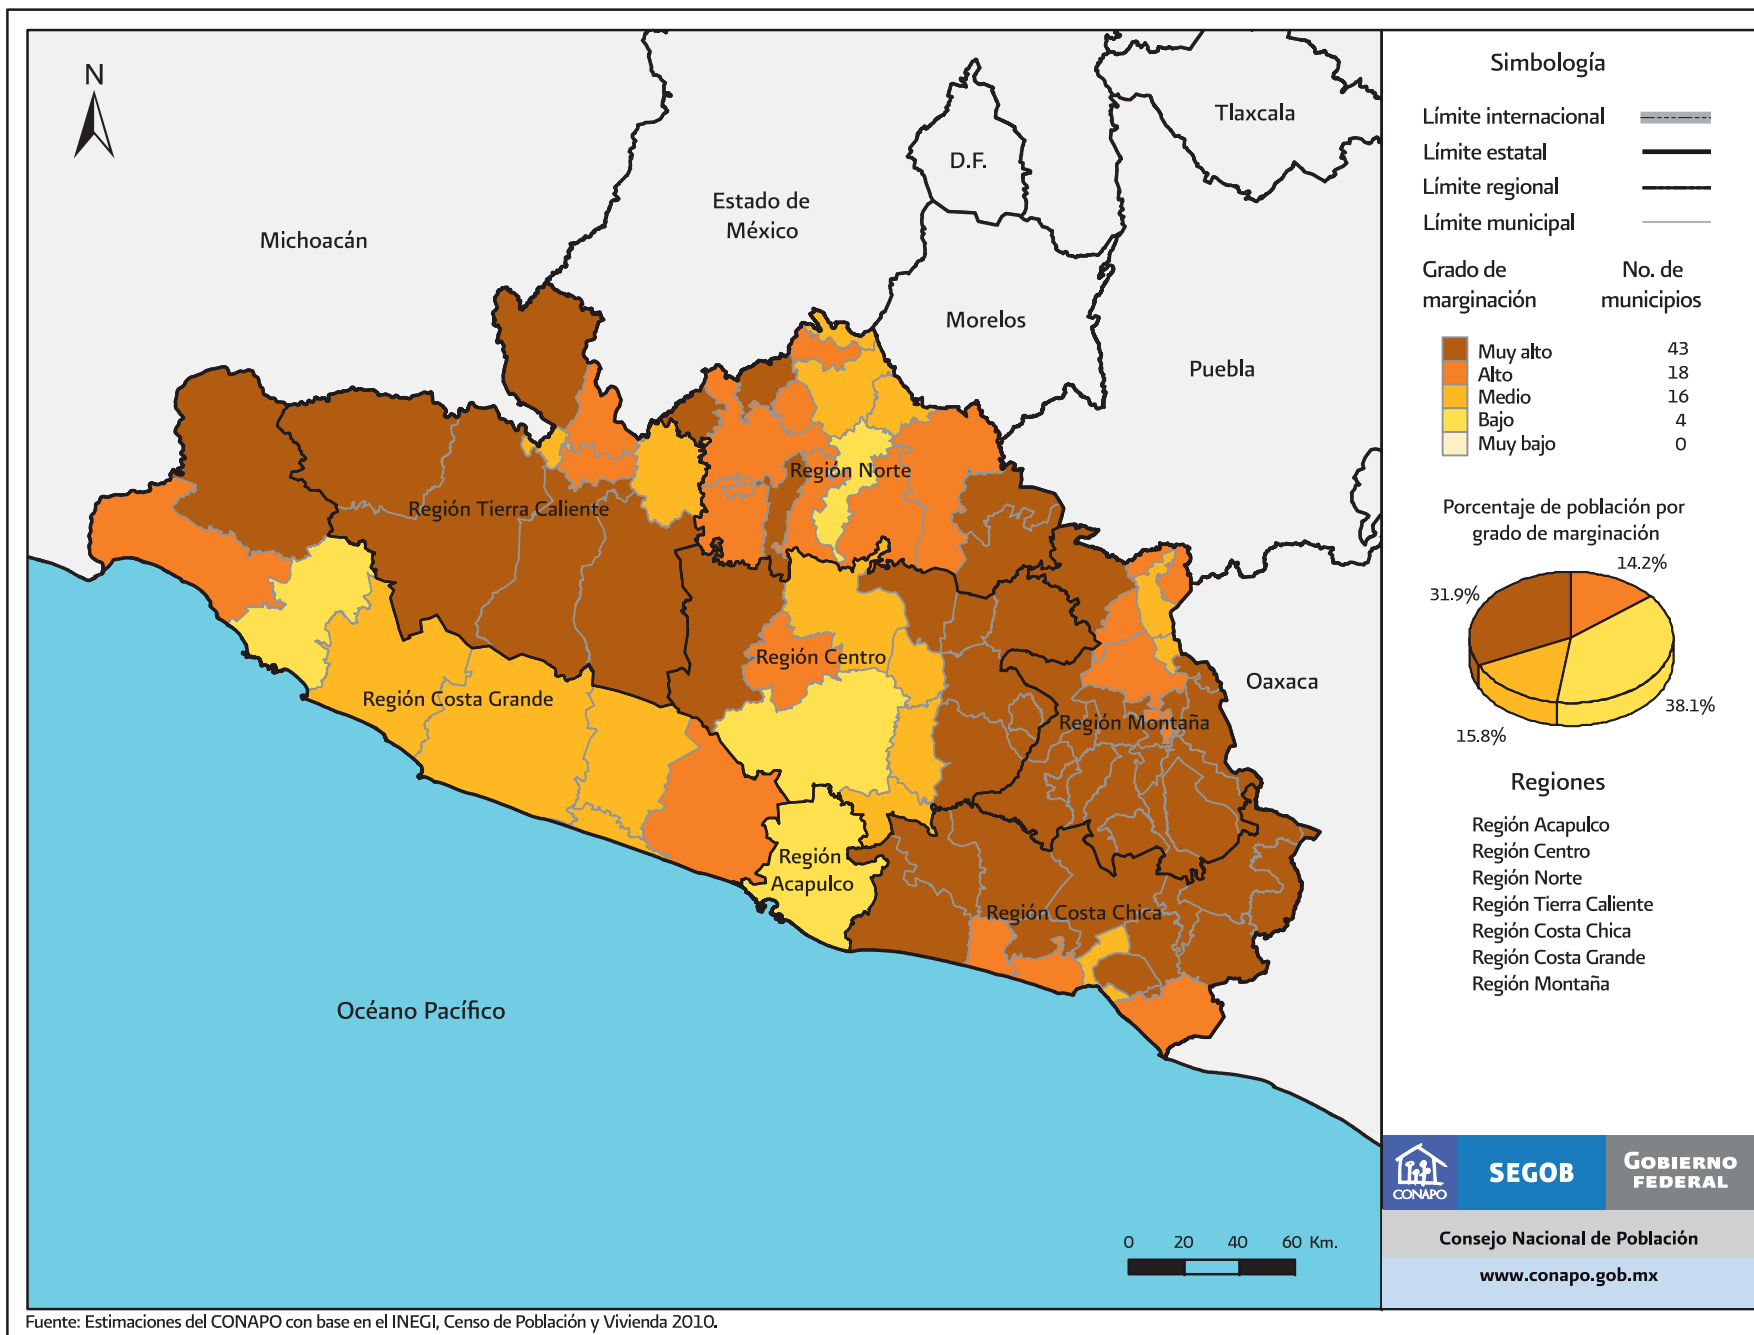 N
Michoacán
Estado de
México
D.F.
Tlaxcala
Morelos
Puebla
Oaxaca
Región Norte
Región Tierra Caliente
Región Centro
Región Costa Grande
Región Montaña
Región
Acapulco
Región Costa Chica
Océano Pacífico
0 20 40 60 Km.
Simbología
Límite internacional
Límite estatal
Límite regional
Límite municipal
Grado de marginación
No. de municipios
Muy alto 43
Alto 18
Medio 16
Bajo 4
Muy bajo 0
Porcentaje de población por
grado de marginación
14.2%
31.9%
38.1%
15.8%
Regiones
Región Acapulco
Región Centro
Región Norte
Región Tierra Caliente
Región Costa Chica
Región Costa Grande
Región Montaña
CONAPO
SEGOB
GOBIERNO
FEDERAL
Consejo Nacional de Población
www.conapo.gob.mx
Fuente: Estimaciones del CONAPO con base en el INEGI, Censo de Población y Vivienda 2010.